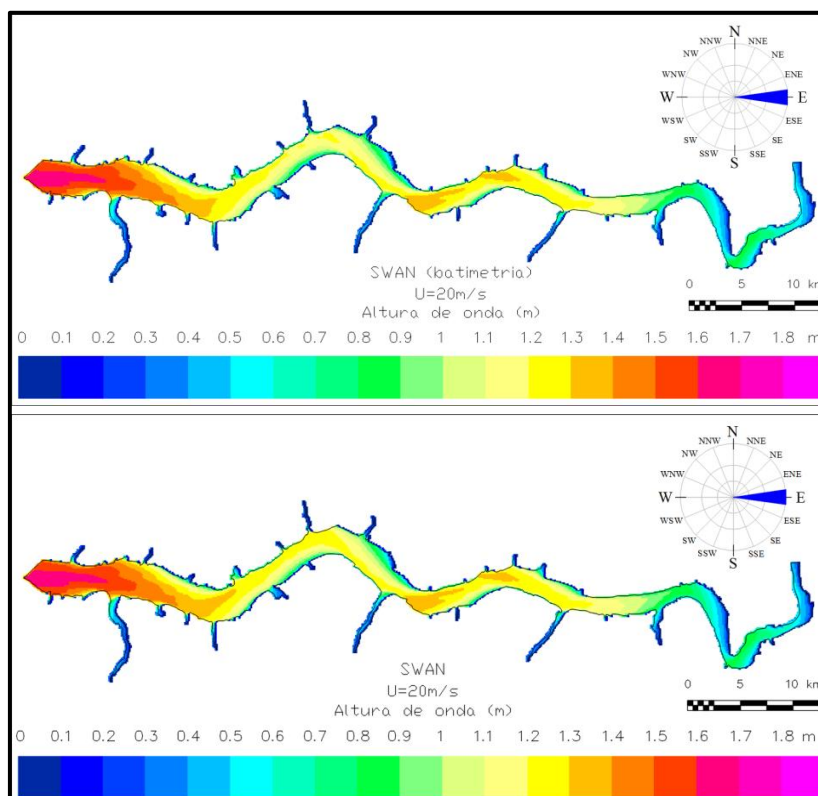 N
NNW NNE
NW NE
WNW ENE
W E
WSW ESE
SW SE
SSW SSE
S
SWAN (batimetria)
U=20m/s
Altura de onda (m)
0 5 10 km
0 0.1 0.2 0.3 0.4 0.5 0.6 0.7 0.8 0.9 1 1.1 1.2 1.3 1.4 1.5 1.6 1.7 1.8 m
N
NNW NNE
NW NE
WNW ENE
W E
WSW ESE
SW SE
SSW SSE
S
SWAN
U=20m/s
Altura de onda (m)
0 5 10 km
0 0.1 0.2 0.3 0.4 0.5 0.6 0.7 0.8 0.9 1 1.1 1.2 1.3 1.4 1.5 1.6 1.7 1.8 m